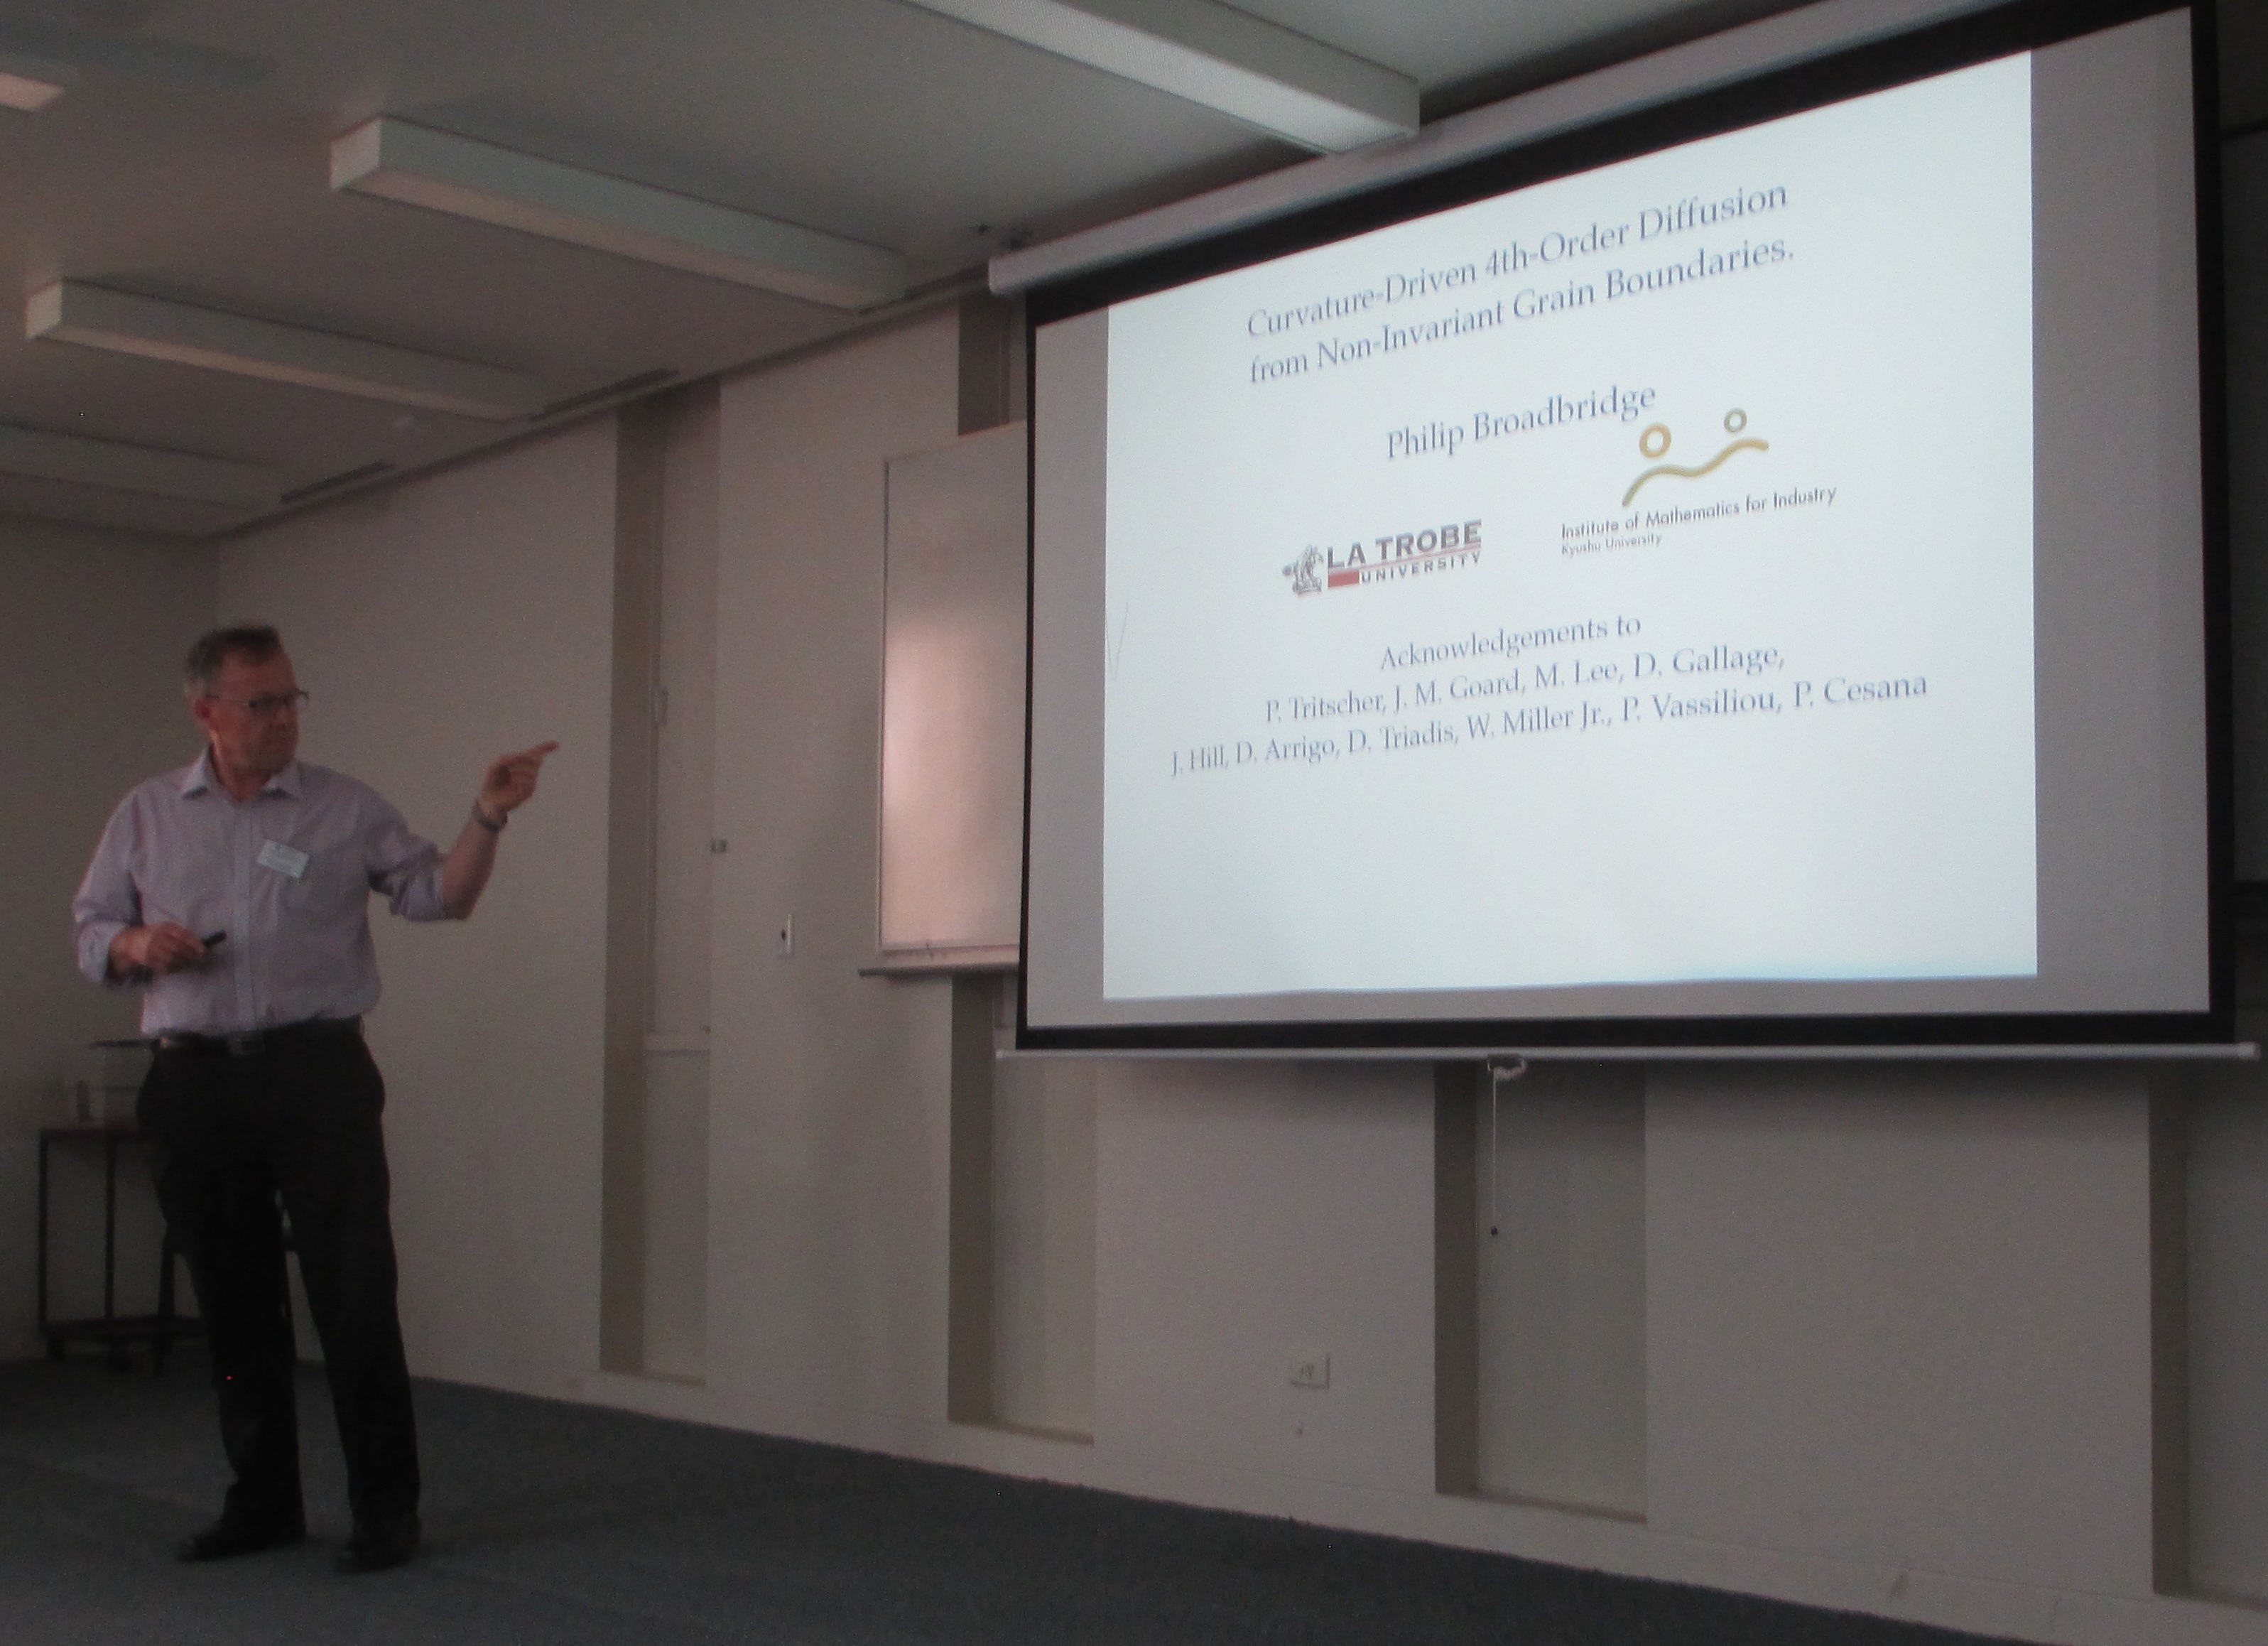 Curvature-Driven 4th-Order Diffusion
from Non-Invariant Grain Boundaries.
Philip Broadbridge
LA TROBE
UNIVERSITY
Institute of Mathematics for Industry
Kyushu University
Acknowledgements to
P. Tritscher, J. M. Goard, M. Lee, D. Gallage,
J. Hill, D. Arrigo, D. Triadis, W. Miller Jr., P. Vassiliou, P. Cesana